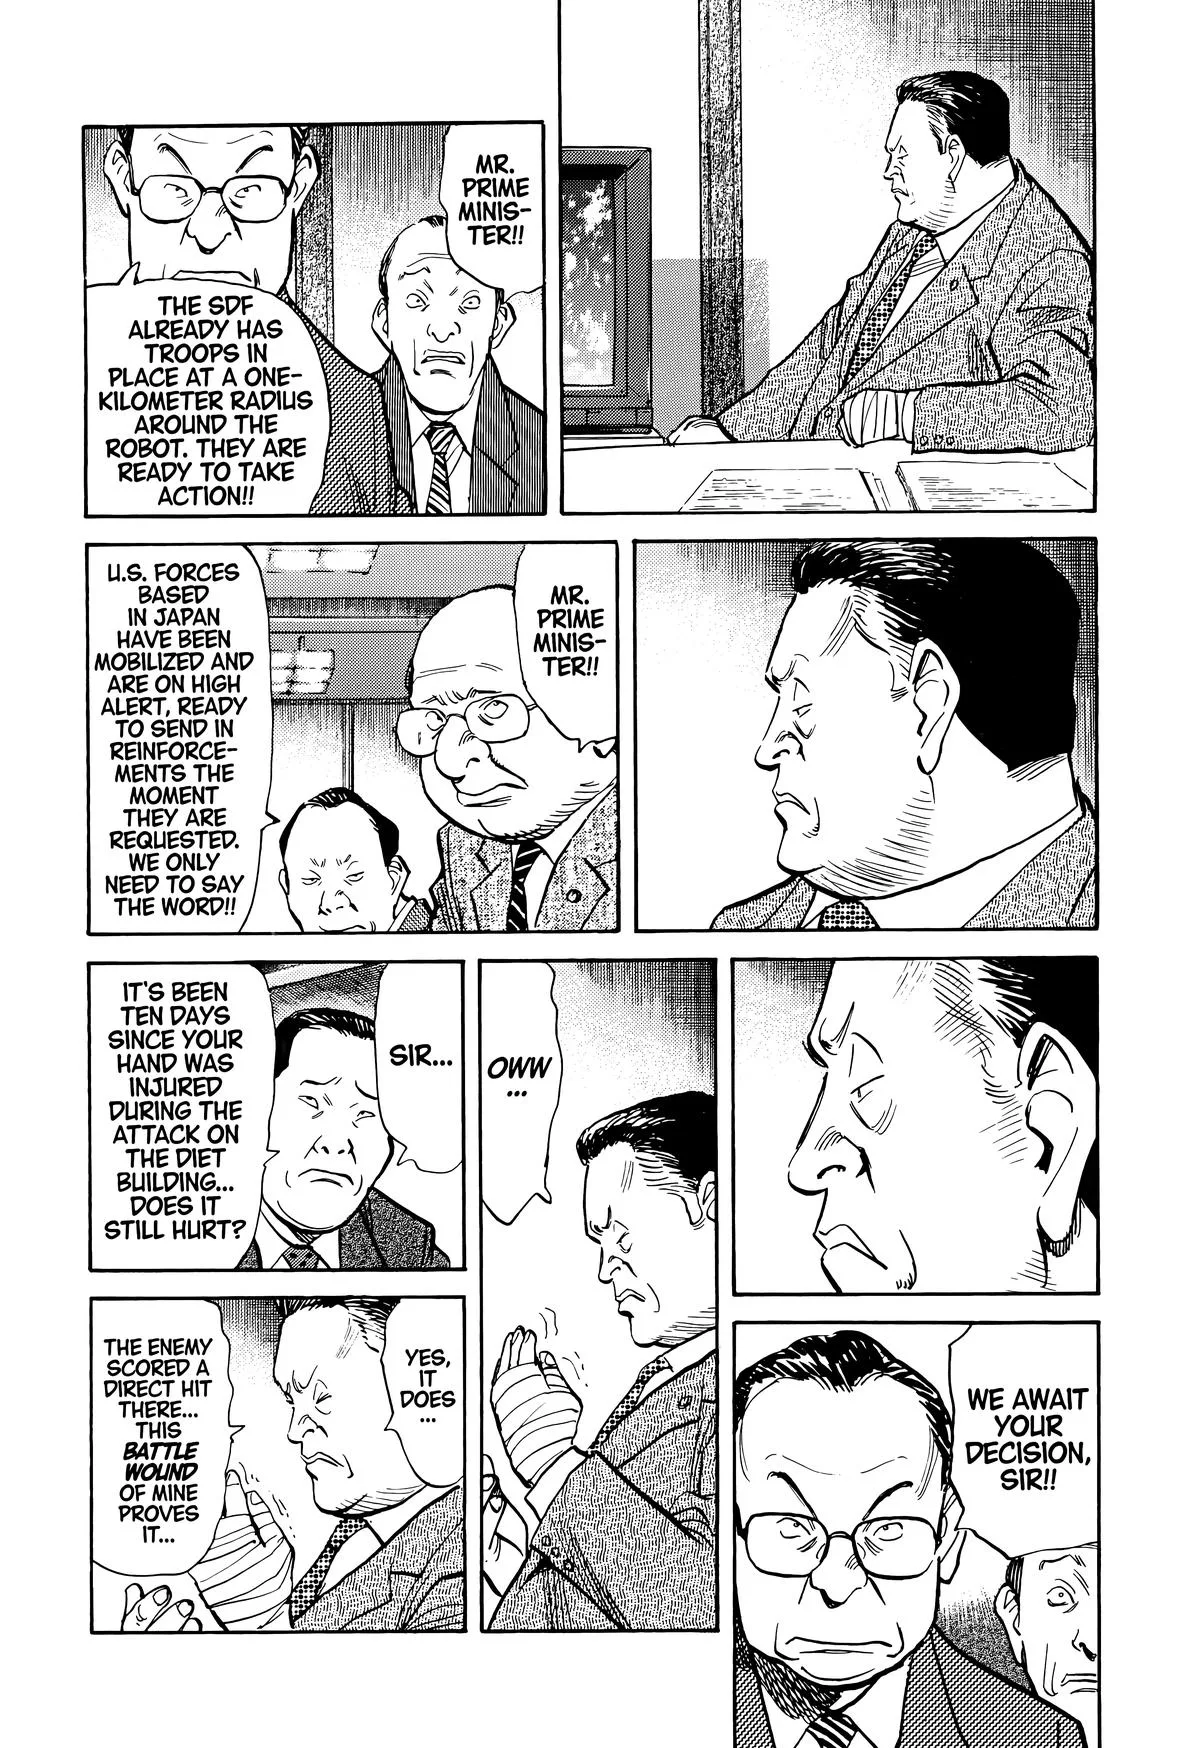 MR.
PRIME
MINIS-
TER!!
THE SDF
ALREADY HAS
TROOPS IN
PLACE AT A ONE-
KILOMETER RADIUS
AROUND THE
ROBOT. THEY ARE
READY TO TAKE
ACTION!!
MR.
PRIME
MINIS-
TER!!
U.S. FORCES
BASED
IN JAPAN
HAVE BEEN
MOBILIZED AND
ARE ON HIGH
ALERT, READY
TO SEND IN
REINFORCE-
MENTS THE
MOMENT
THEY ARE
REQUESTED.
WE ONLY
NEED TO SAY
THE WORD!!
WE AWAIT
YOUR
DECISION,
SIR!!
OWW
...
SIR...
IT'S BEEN
TEN DAYS
SINCE YOUR
HAND WAS
INJURED
DURING THE
ATTACK ON
THE DIET
BUILDING...
DOES IT
STILL HURT?
YES,
IT
DOES
...
THE ENEMY
SCORED A
DIRECT HIT
THERE...
THIS
BATTLE
WOUND
OF MINE
PROVES
IT...